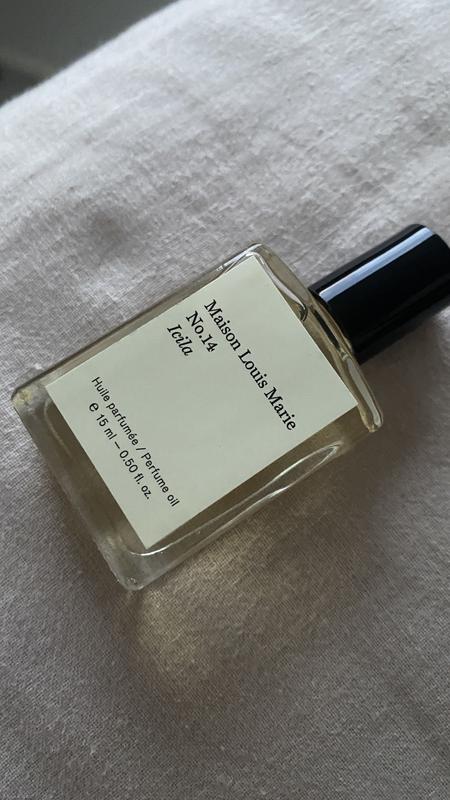 Maison Louis Marie
No.14
Icila
Huile parfumée / Perfume oil
℮ 15 ml – 0.50 fl. oz.